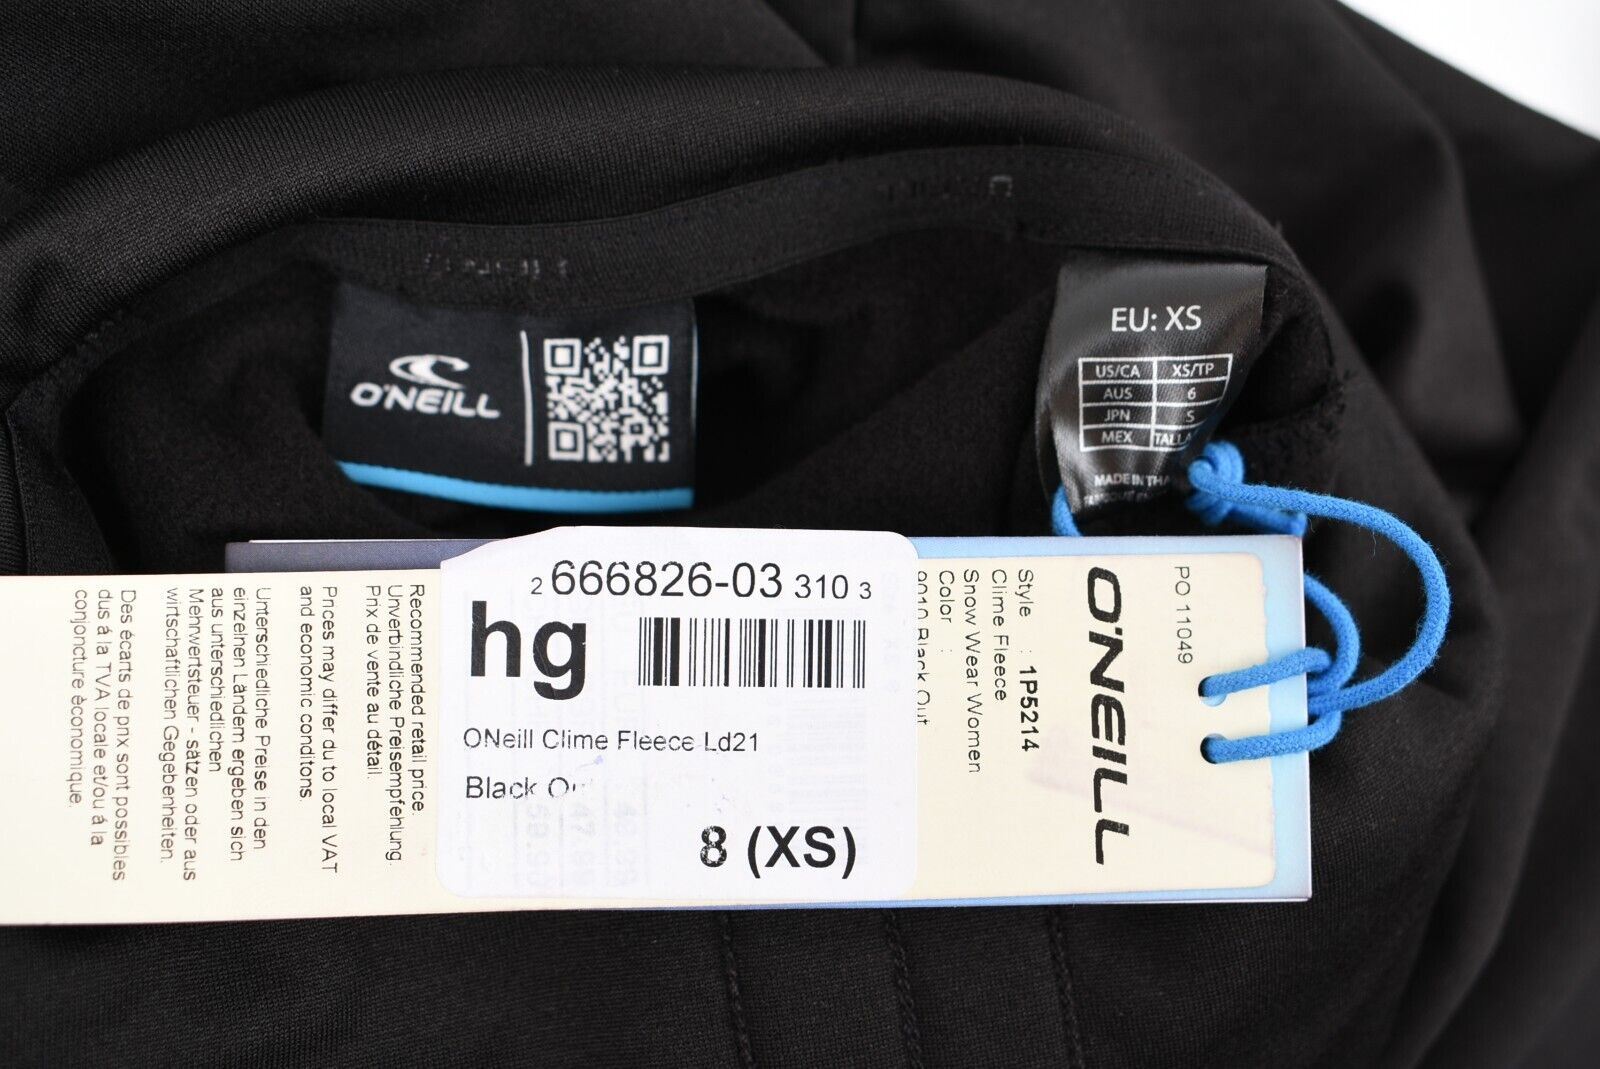 O'NEILL
EU: XS
US/CA XS/TP
AUS 6
JPN S
MEX
MADE IN
2 666826-03 310 3
hg
ONeill Clime Fleece Ld21
Black
8 (XS)
PO 11049
O'NEILL
Style : 1P5214
Clime Fleece
Snow Wear Women
Color :
Black Out
Recommended retail price.
Unverbindliche Preisempfehlung.
Prix de vente au détail.
Prices may differ du to local VAT
and economic conditons.
Unterschiedliche Preise in den
einzelnen Ländern ergeben sich
aus unterschiedlichen
Mehrwertsteuer - sätzen oder aus
wirtschaftlichen Gegebenheiten.
Des écarts de prix sont possibles
dus á la TVA locale et/ou á la
conjoncture économique.